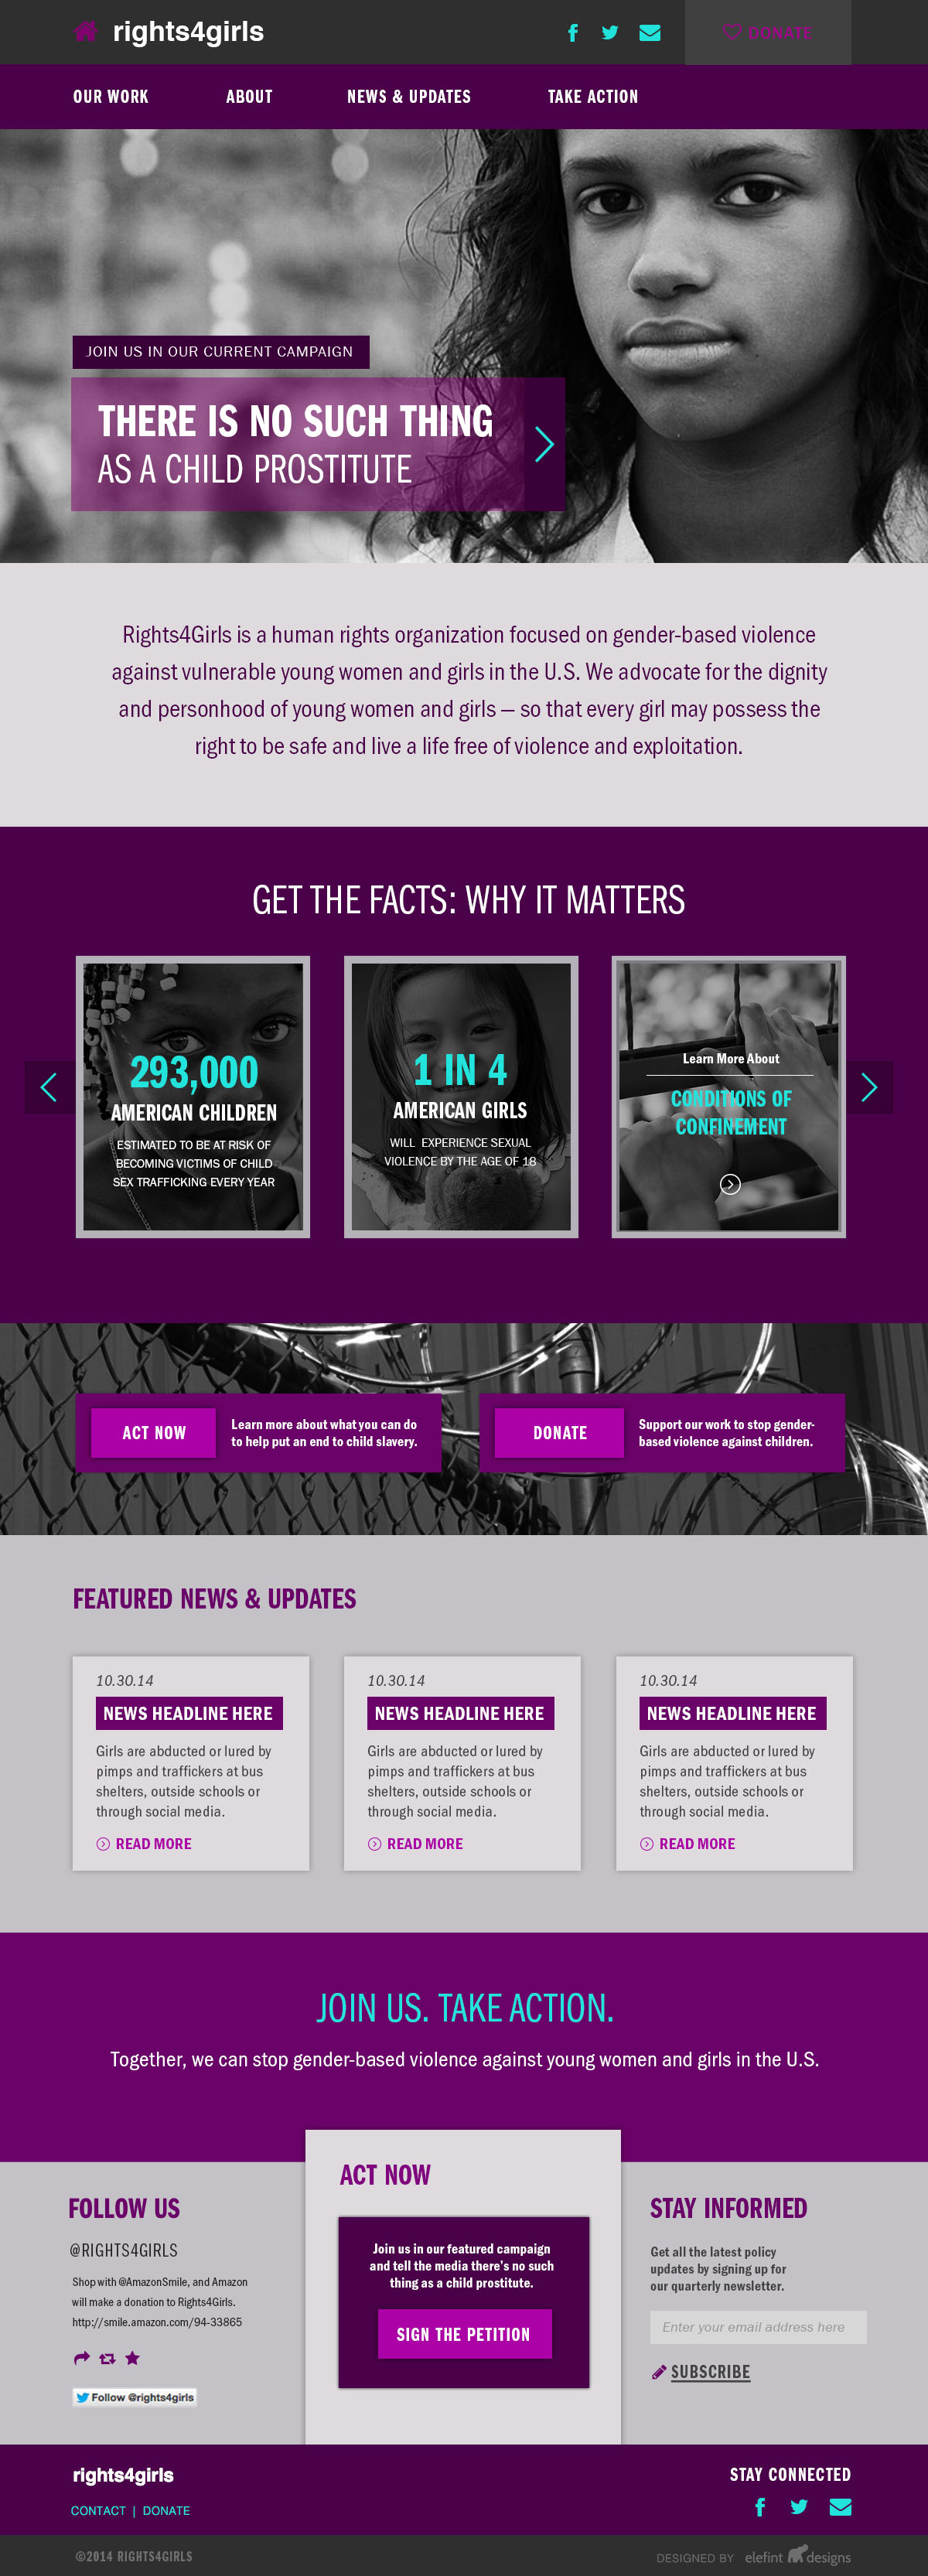 rights4girls
DONATE
OUR WORK ABOUT NEWS & UPDATES TAKE ACTION
JOIN US IN OUR CURRENT CAMPAIGN
THERE IS NO SUCH THING
AS A CHILD PROSTITUTE
Rights4Girls is a human rights organization focused on gender-based violence
against vulnerable young women and girls in the U.S. We advocate for the dignity
and personhood of young women and girls — so that every girl may possess the
right to be safe and live a life free of violence and exploitation.
GET THE FACTS: WHY IT MATTERS
293,000
AMERICAN CHILDREN
ESTIMATED TO BE AT RISK OF
BECOMING VICTIMS OF CHILD
SEX TRAFFICKING EVERY YEAR
1 IN 4
AMERICAN GIRLS
WILL EXPERIENCE SEXUAL
VIOLENCE BY THE AGE OF 18
Learn More About
CONDITIONS OF
CONFINEMENT
ACT NOW
Learn more about what you can do
to help put an end to child slavery.
DONATE
Support our work to stop gender-
based violence against children.
FEATURED NEWS & UPDATES
10.30.14
NEWS HEADLINE HERE
Girls are abducted or lured by
pimps and traffickers at bus
shelters, outside schools or
through social media.
READ MORE
10.30.14
NEWS HEADLINE HERE
Girls are abducted or lured by
pimps and traffickers at bus
shelters, outside schools or
through social media.
READ MORE
10.30.14
NEWS HEADLINE HERE
Girls are abducted or lured by
pimps and traffickers at bus
shelters, outside schools or
through social media.
READ MORE
JOIN US. TAKE ACTION.
Together, we can stop gender-based violence against young women and girls in the U.S.
FOLLOW US
@RIGHTS4GIRLS
Shop with @AmazonSmile, and Amazon
will make a donation to Rights4Girls.
http://smile.amazon.com/94-33865
Follow @rights4girls
ACT NOW
Join us in our featured campaign
and tell the media there's no such
thing as a child prostitute.
SIGN THE PETITION
STAY INFORMED
Get all the latest policy
updates by signing up for
our quarterly newsletter.
Enter your email address here
SUBSCRIBE
rights4girls
CONTACT | DONATE
STAY CONNECTED
©2014 RIGHTS4GIRLS
DESIGNED BY elefint designs